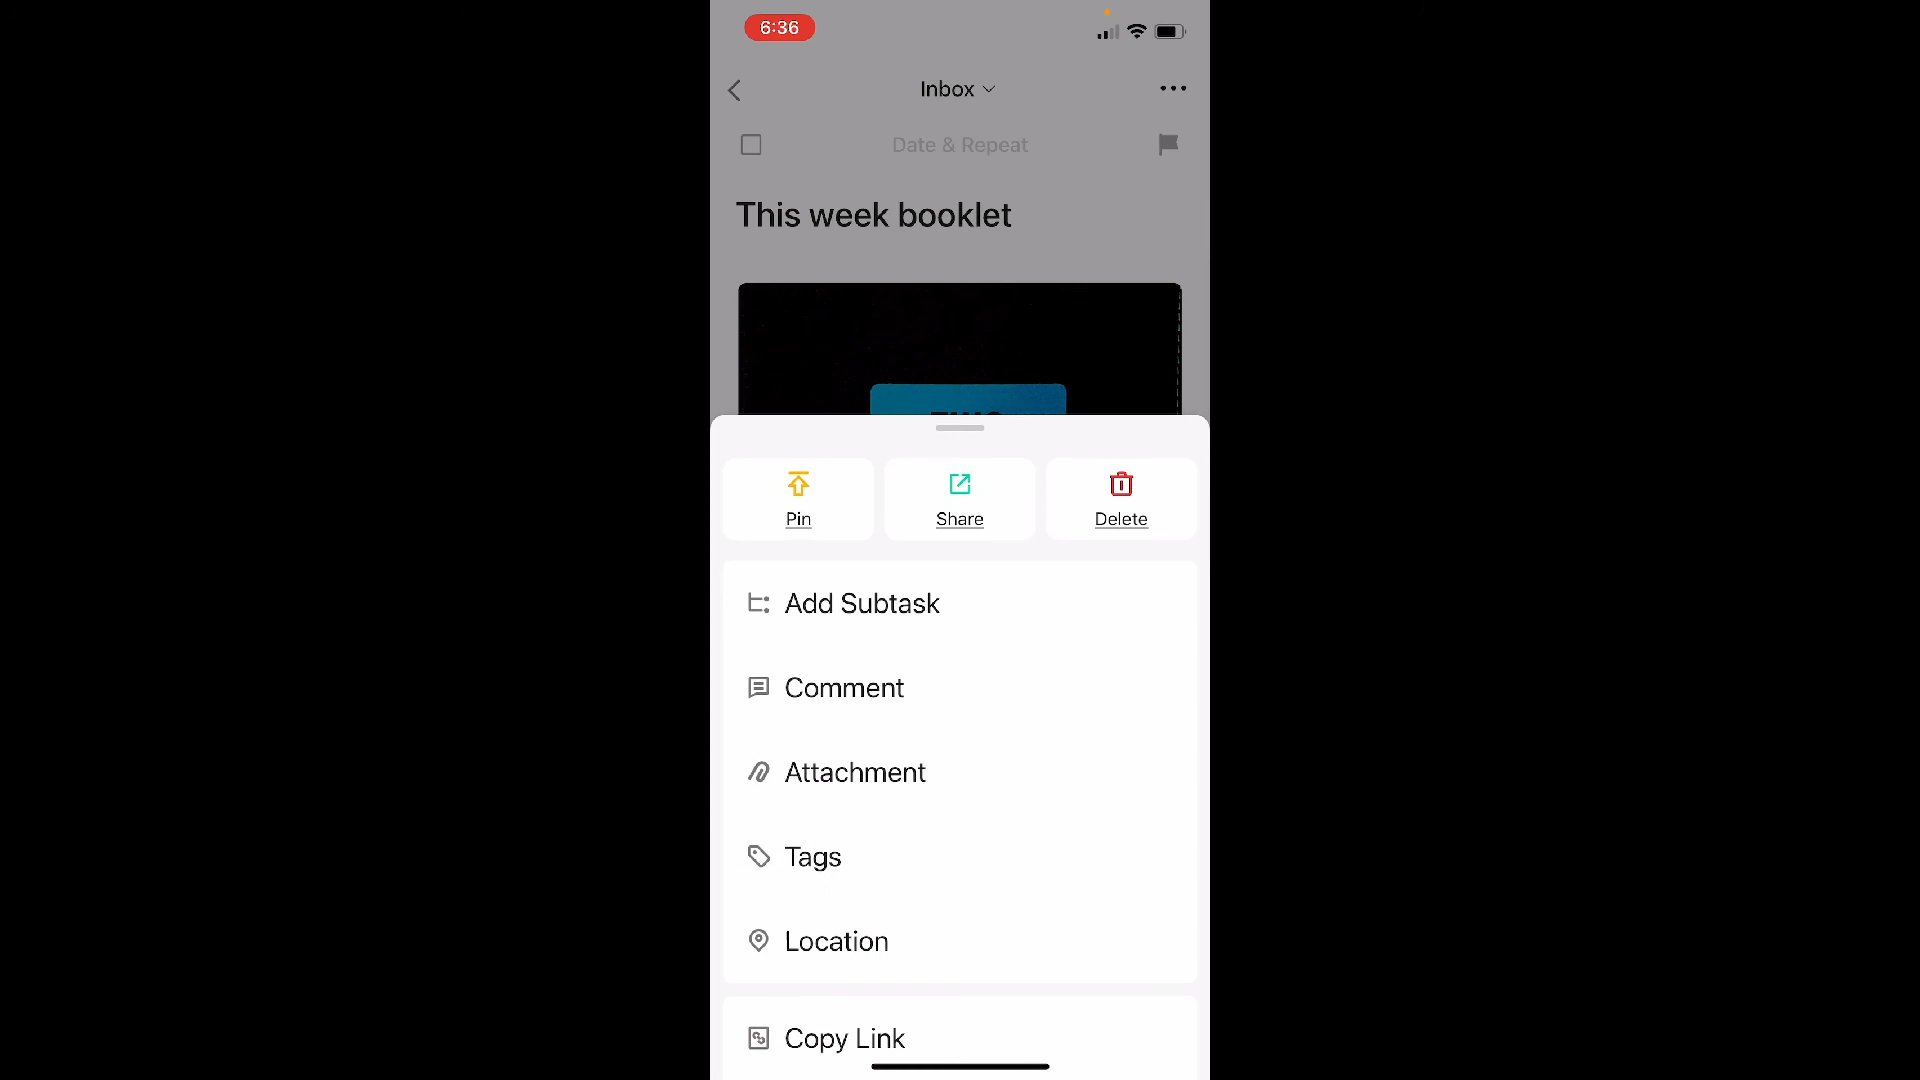 6:36
Inbox
Date & Repeat
This week booklet
Pin
Share
Delete
Add Subtask
Comment
Attachment
Tags
Location
Copy Link